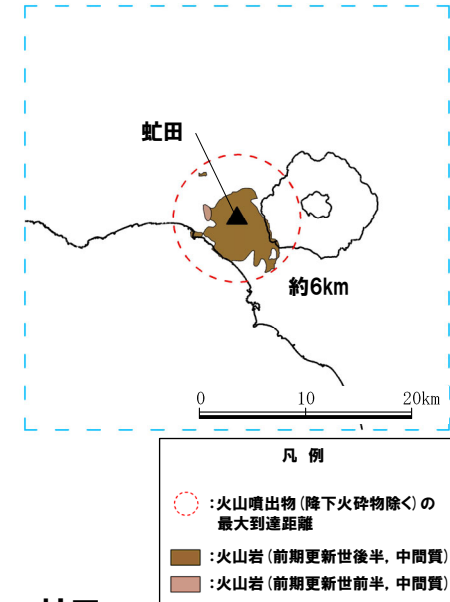 虻田
約6km
0 10 20km
凡 例
:火山噴出物(降下火砕物除く)の
最大到達距離
:火山岩(前期更新世後半, 中間質)
:火山岩(前期更新世前半, 中間質)